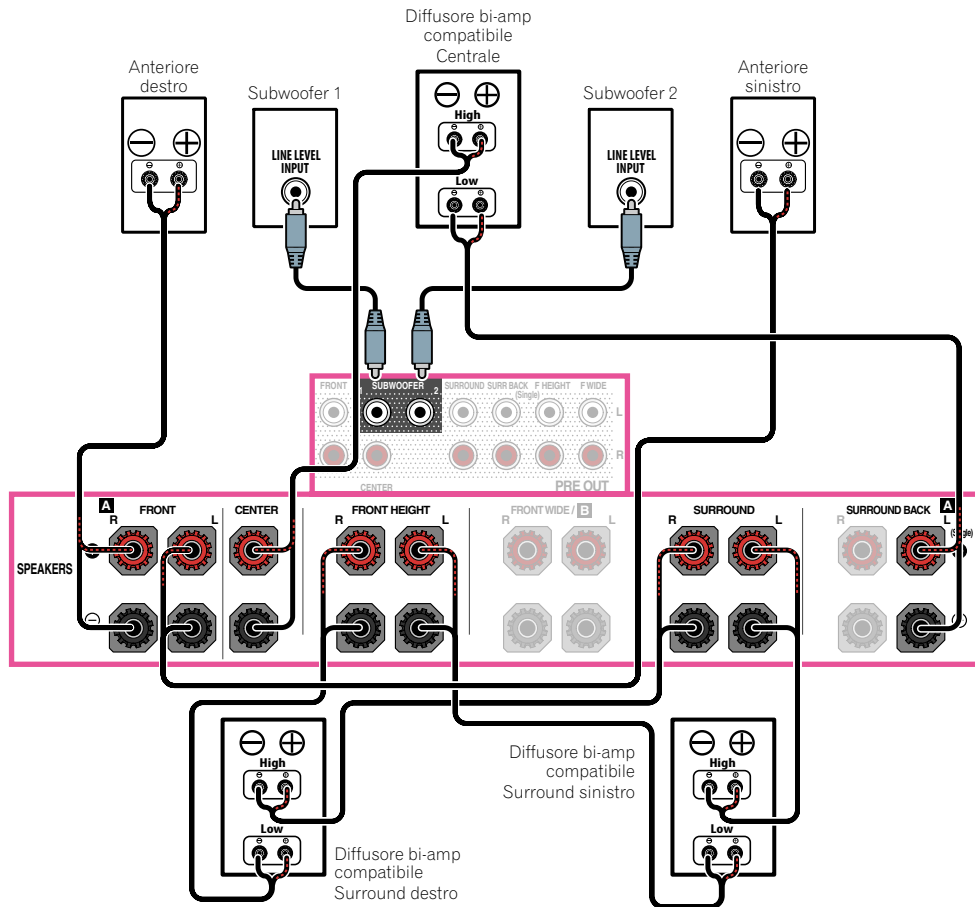 Diffusore bi-amp
compatibile
Centrale
Anteriore
destro
Subwoofer 1
Subwoofer 2
Anteriore
sinistro
High
Low
LINE LEVEL
INPUT
LINE LEVEL
INPUT
FRONT
1
SUBWOOFER
2
SURROUND
SURR BACK
(Single)
F HEIGHT
F WIDE
L
R
CENTER
PRE OUT
SPEAKERS
A
R
FRONT
L
CENTER
R
FRONT HEIGHT
L
FRONT WIDE / B
R
L
R
SURROUND
L
SURROUND BACK
R
A
L
High
Low
Diffusore bi-amp
compatibile
Surround destro
Diffusore bi-amp
compatibile
Surround sinistro
High
Low